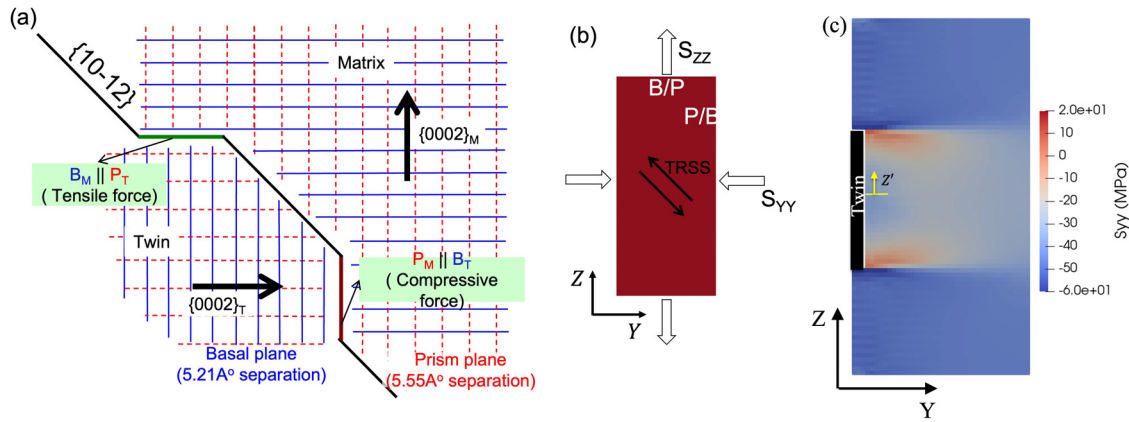 (a)
{10-12}
Matrix
{0002}M
BM || PT
( Tensile force)
Twin
{0002}T
PM || BT
( Compressive
force)
Basal plane
(5.21Aº separation)
Prism plane
(5.55Aº separation)
(b)
SZZ
B/P
P/B
TRSS
SYY
Z
Y
(c)
Twin
Z'
Z
Y
2.0e+01
10
0
-10
-20
-30
-40
-50
-6.0e+01
Syy (MPa)